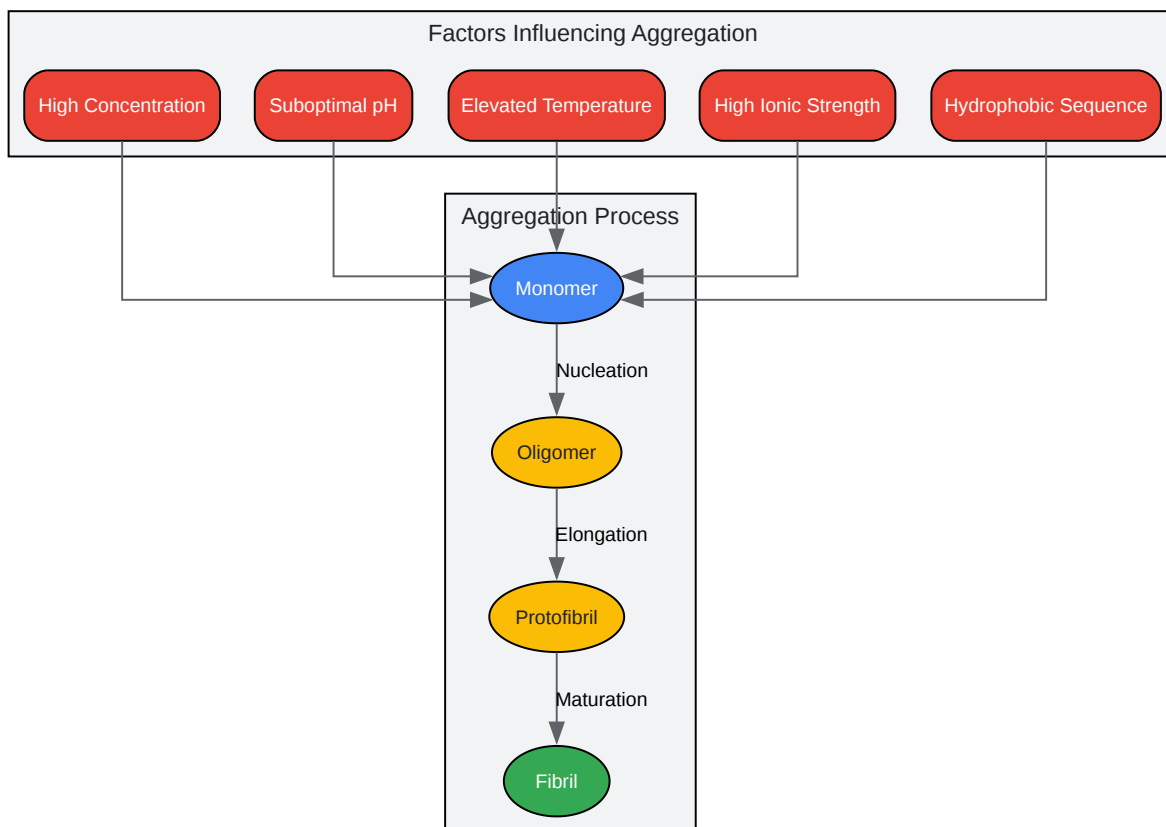 Factors Influencing Aggregation
High Concentration
Suboptimal pH
Elevated Temperature
High Ionic Strength
Hydrophobic Sequence
Aggregation Process
Monomer
Nucleation
Oligomer
Elongation
Protofibril
Maturation
Fibril